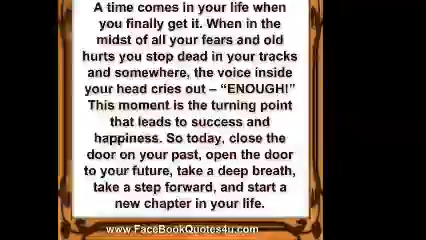 A time comes in your life when
you finally get it. When in the
midst of all your fears and old
hurts you stop dead in your tracks
and somewhere, the voice inside
your head cries out – “ENOUGH!”
This moment is the turning point
that leads to success and
happiness. So today, close the
door on your past, open the door
to your future, take a deep breath,
take a step forward, and start a
new chapter in your life.
www.FaceBookQuotes4u.com